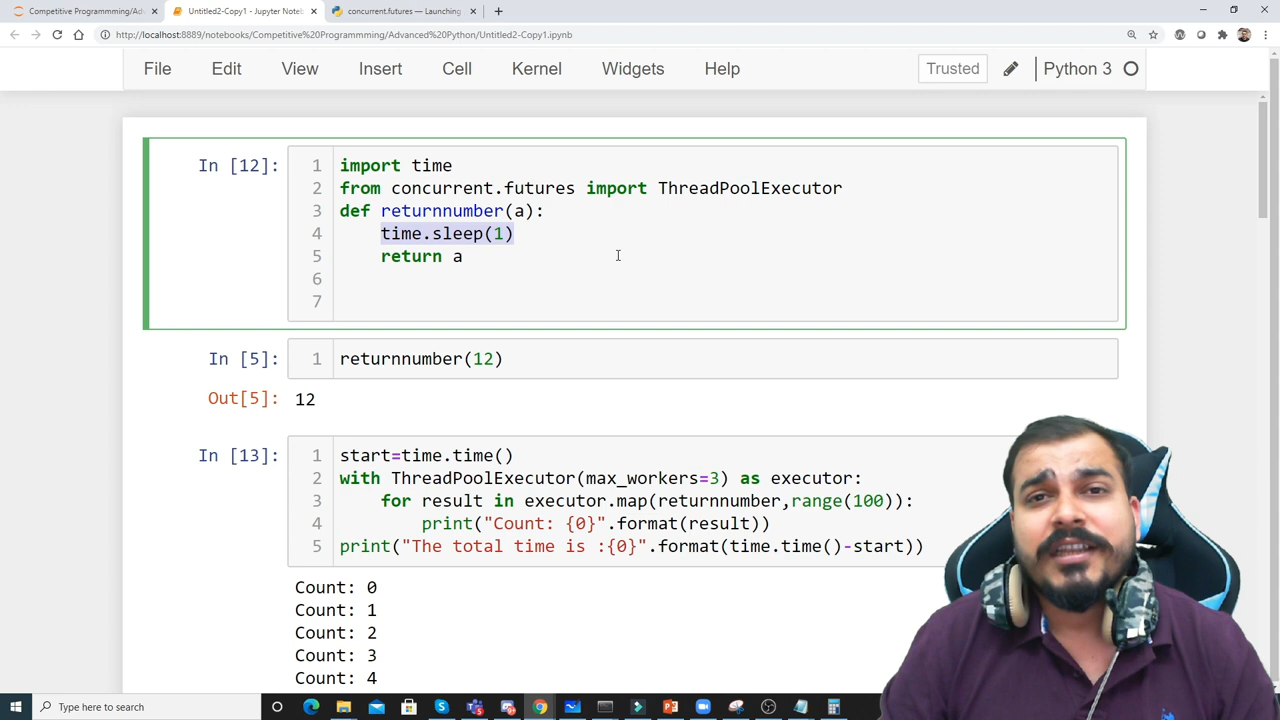 Competitive Programmming/Ad
Untitled2-Copy1 - Jupyter Noteb
concurrent.futures — Launching
http://localhost:8889/notebooks/Competitive%20Programmming/Advanced%20Python/Untitled2-Copy1.ipynb
File Edit View Insert Cell Kernel Widgets Help Trusted Python 3
In [12]:
1 import time
2 from concurrent.futures import ThreadPoolExecutor
3 def returnnumber(a):
4 time.sleep(1)
5 return a
6
7
In [5]: 1 returnnumber(12)
Out[5]: 12
In [13]:
1 start=time.time()
2 with ThreadPoolExecutor(max_workers=3) as executor:
3 for result in executor.map(returnnumber,range(100)):
4 print("Count: {0}".format(result))
5 print("The total time is :{0}".format(time.time()-start))
Count: 0
Count: 1
Count: 2
Count: 3
Count: 4
Type here to search